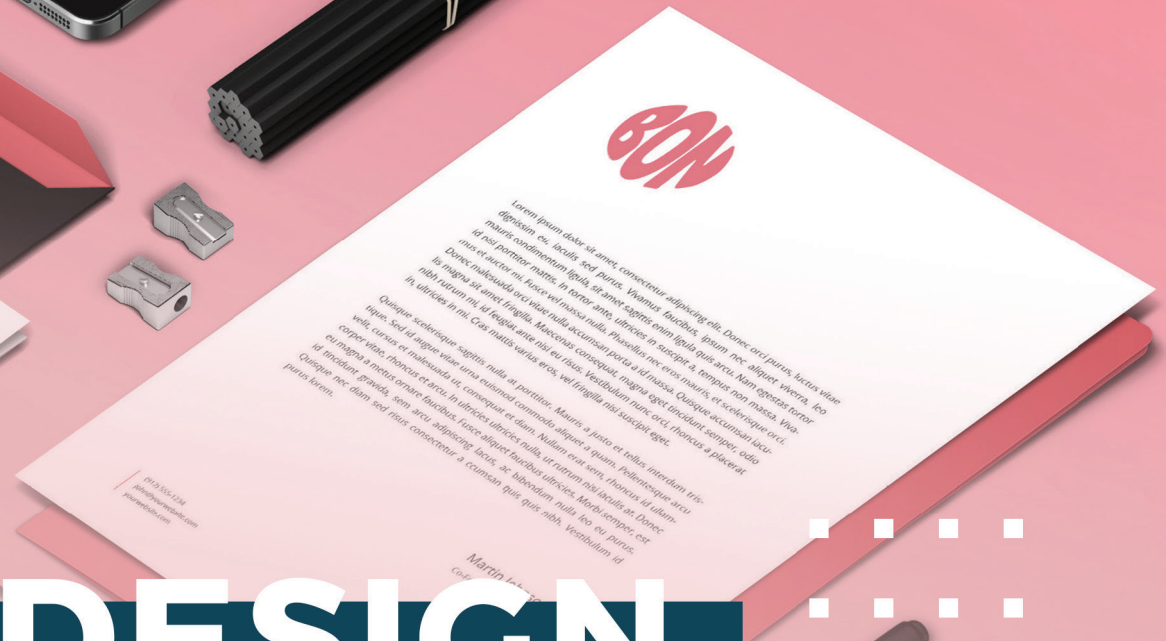 BON
Lorem ipsum dolor sit amet, consectetur adipiscing elit. Donec orci purus, luctus vitae
dignissim eu, iaculis sed purus. Vivamus faucibus, ipsum nec aliquet viverra, leo
mauris condimentum ligula, sit amet sagittis enim ligula quis arcu. Nam egestas tortor
id nisi porttitor mattis. In tortor ante, ultricies in suscipit a, tempus non massa. Viva-
mus et auctor mi. Fusce vel massa nulla. Phasellus nec eros mauris, et scelerisque orci.
Donec malesuada orci vitae nulla accumsan porta a id massa. Quisque accumsan iacu-
lis magna sit amet fringilla. Maecenas consequat, magna eget tincidunt semper, odio
nibh rutrum mi, id feugiat ante nisi eu risus. Vestibulum nunc orci, rhoncus a placerat
in, ultricies in mi. Cras mattis varius eros, vel fringilla nisi suscipit eget.
Quisque scelerisque sagittis nulla at porttitor. Mauris a justo et tellus interdum tris-
tique. Sed id augue vitae urna euismod commodo aliquet a quam. Pellentesque arcu
velit, cursus et malesuada ut, consequat et diam. Nullam erat sem, rhoncus id ullam-
corper vitae, rhoncus et arcu. In ultricies ultricies nulla, ut rutrum nisi iaculis at. Donec
eu magna a metus ornare faucibus. Fusce aliquet faucibus ultricies. Morbi semper, est
id tincidunt gravida, sem arcu adipiscing lacus, ac bibendum nulla leo eu purus.
Quisque nec diam sed risus consectetur a ccumsan quis nibh. Vestibulum id
purus lorem.
555-1234
yourwebsite.com
Martin
DESIGN